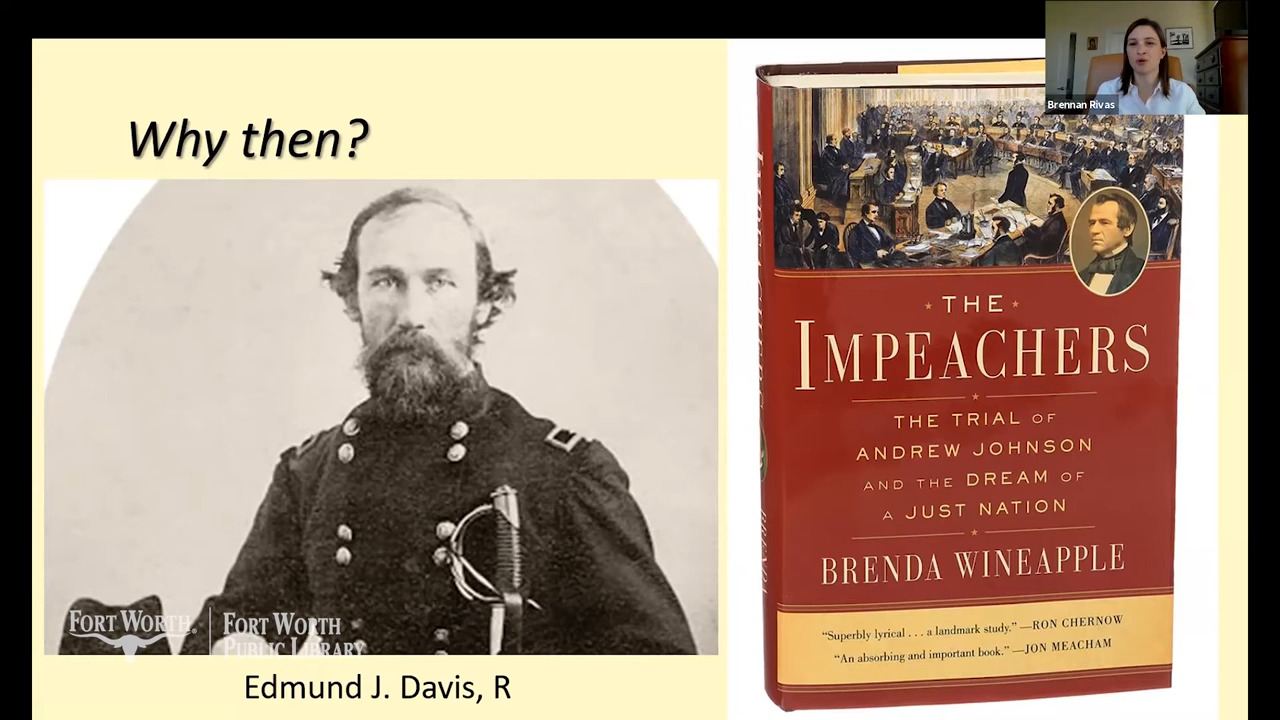 Why then?
FORT WORTH®
FORT WORTH
PUBLIC LIBRARY
Edmund J. Davis, R
Brennan Rivas
THE
IMPEACHERS
THE TRIAL OF
ANDREW JOHNSON
AND THE DREAM OF
A JUST NATION
BRENDA WINEAPPLE
“Superbly lyrical . . . a landmark study.” —RON CHERNOW
“An absorbing and important book.” —JON MEACHAM